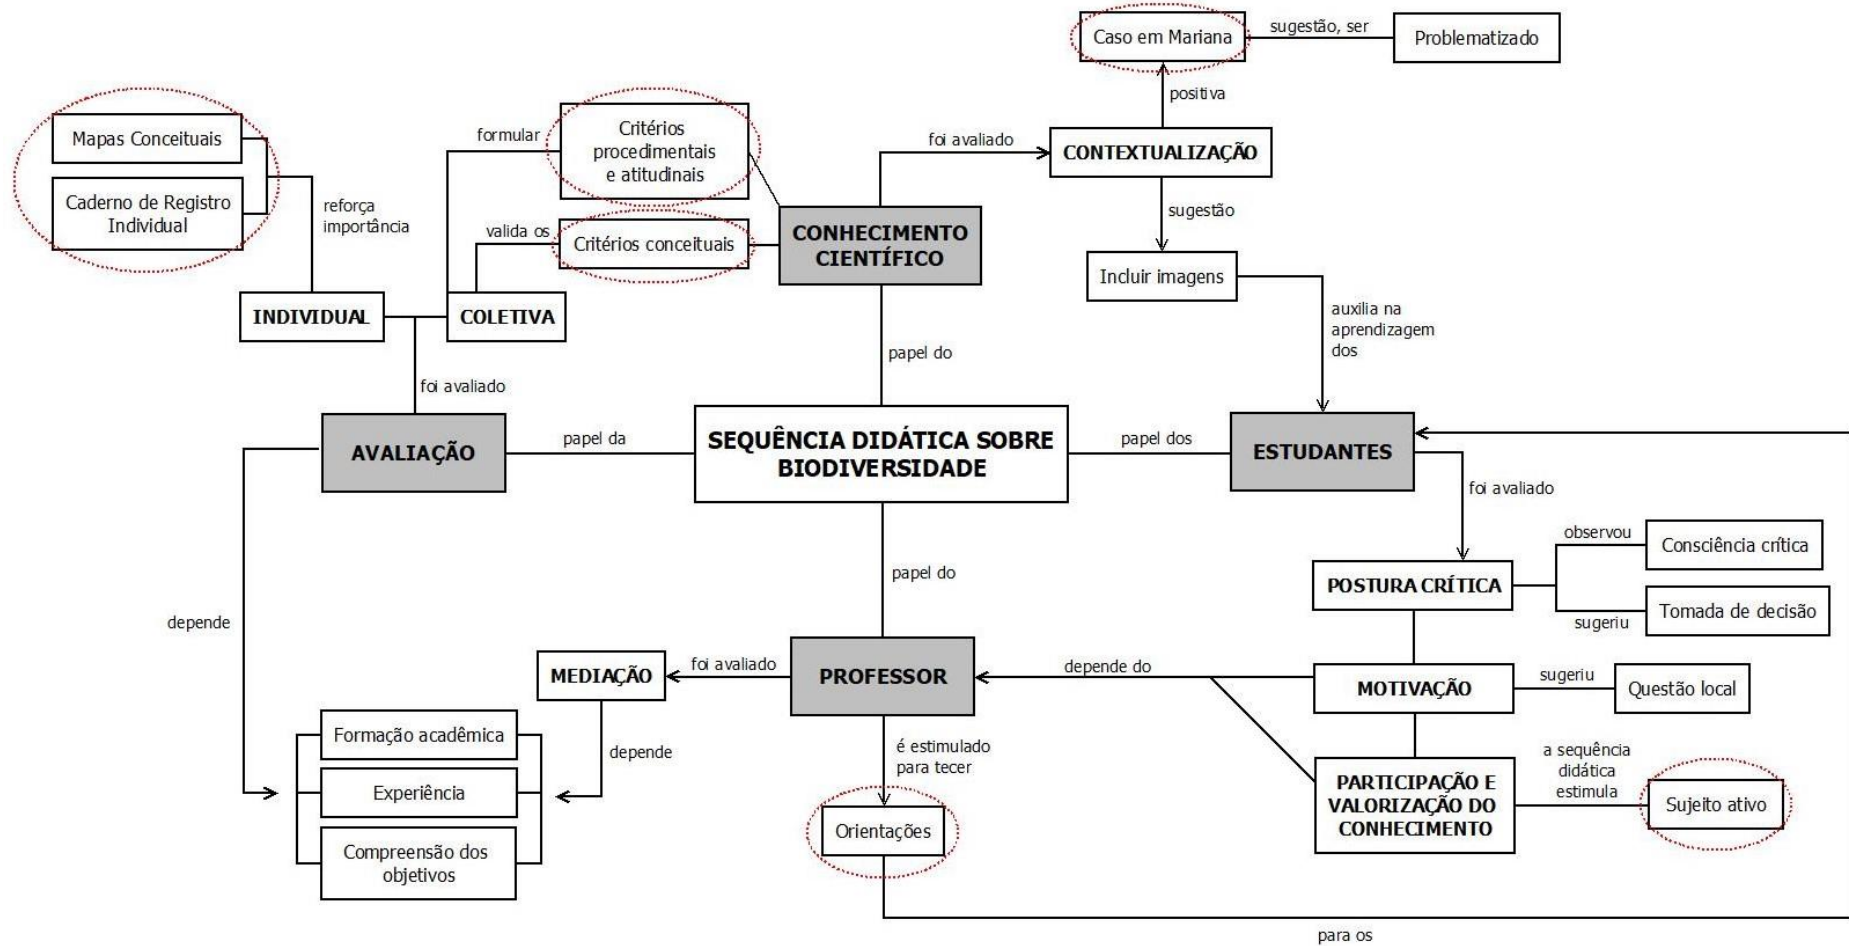 Caso em Mariana
sugestão, ser
Problematizado
positiva
Mapas Conceituais
Caderno de Registro
Individual
reforça
importância
formular
Critérios
procedimentais
e atitudinais
foi avaliado
CONTEXTUALIZAÇÃO
sugestão
Incluir imagens
auxilia na
aprendizagem
dos
valida os
Critérios conceituais
CONHECIMENTO
CIENTÍFICO
INDIVIDUAL
COLETIVA
papel do
foi avaliado
AVALIAÇÃO
papel da
SEQUÊNCIA DIDÁTICA SOBRE
BIODIVERSIDADE
papel dos
ESTUDANTES
foi avaliado
observou
Consciência crítica
POSTURA CRÍTICA
sugeriu
Tomada de decisão
papel do
depende
MEDIAÇÃO
foi avaliado
PROFESSOR
depende do
MOTIVAÇÃO
sugeriu
Questão local
Formação acadêmica
Experiência
Compreensão dos
objetivos
depende
é estimulado
para tecer
Orientações
PARTICIPAÇÃO E
VALORIZAÇÃO DO
CONHECIMENTO
a sequência
didática
estimula
Sujeito ativo
para os